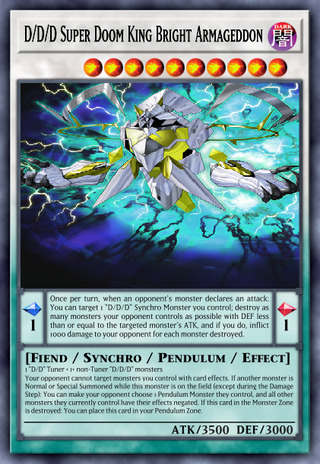 D/D/D Super Doom King Bright Armageddon
DARK
闇
Once per turn, when an opponent's monster declares an attack:
You can target 1 "D/D/D" Synchro Monster you control; destroy as
many monsters your opponent controls as possible with DEF less
than or equal to the targeted monster's ATK, and if you do, inflict
1000 damage to your opponent for each monster destroyed.
1
1
[Fiend / Synchro / Pendulum / Effect]
1 "D/D" Tuner + 1+ non-Tuner "D/D/D" monsters
Your opponent cannot target monsters you control with card effects. If another monster is
Normal or Special Summoned while this monster is on the field (except during the Damage
Step): You can make your opponent choose 1 Pendulum Monster they control, and all other
monsters they currently control have their effects negated. If this card in the Monster Zone
is destroyed: You can place this card in your Pendulum Zone.
ATK/3500 DEF/3000